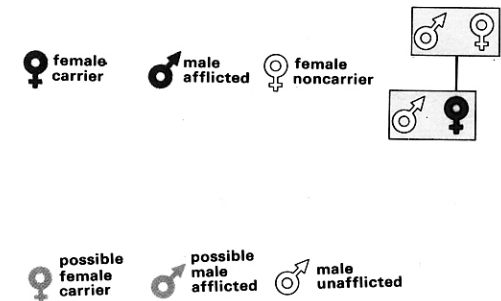 female
carrier
male
afflicted
female
noncarrier
possible
female
carrier
possible
male
afflicted
male
unafflicted